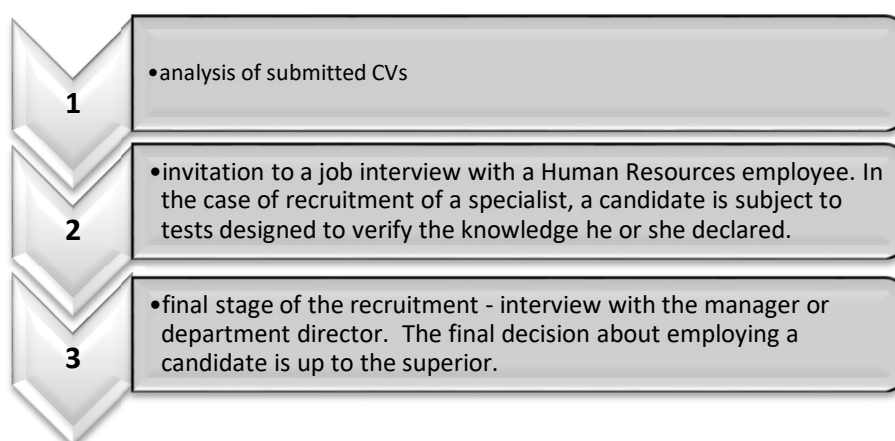 1
•analysis of submitted CVs
2
•invitation to a job interview with a Human Resources employee. In
the case of recruitment of a specialist, a candidate is subject to
tests designed to verify the knowledge he or she declared.
3
•final stage of the recruitment - interview with the manager or
department director.  The final decision about employing a
candidate is up to the superior.